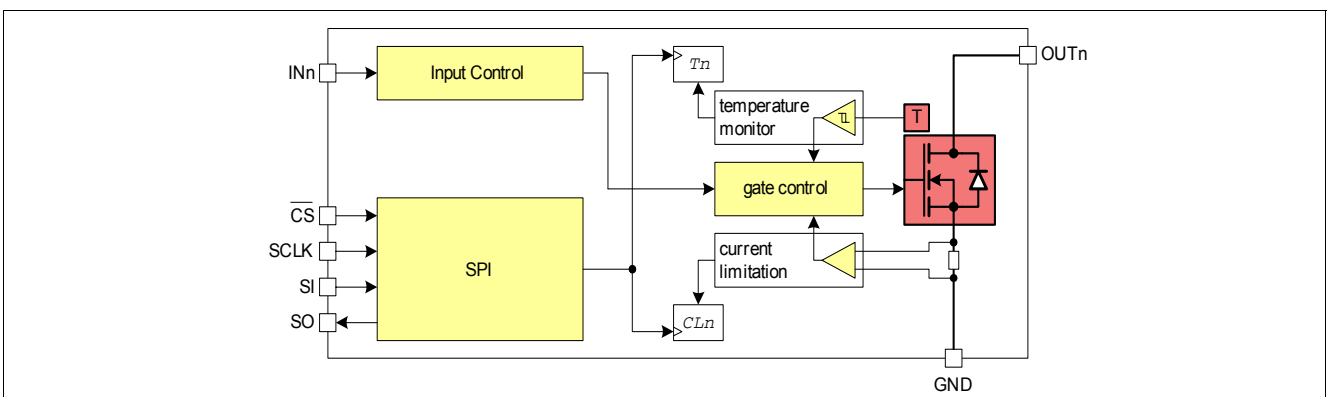 OUTn
INn
Input Control
Tn
temperature
monitor
T
gate control
CS
SCLK
SI
SO
SPI
current
limitation
CLn
GND